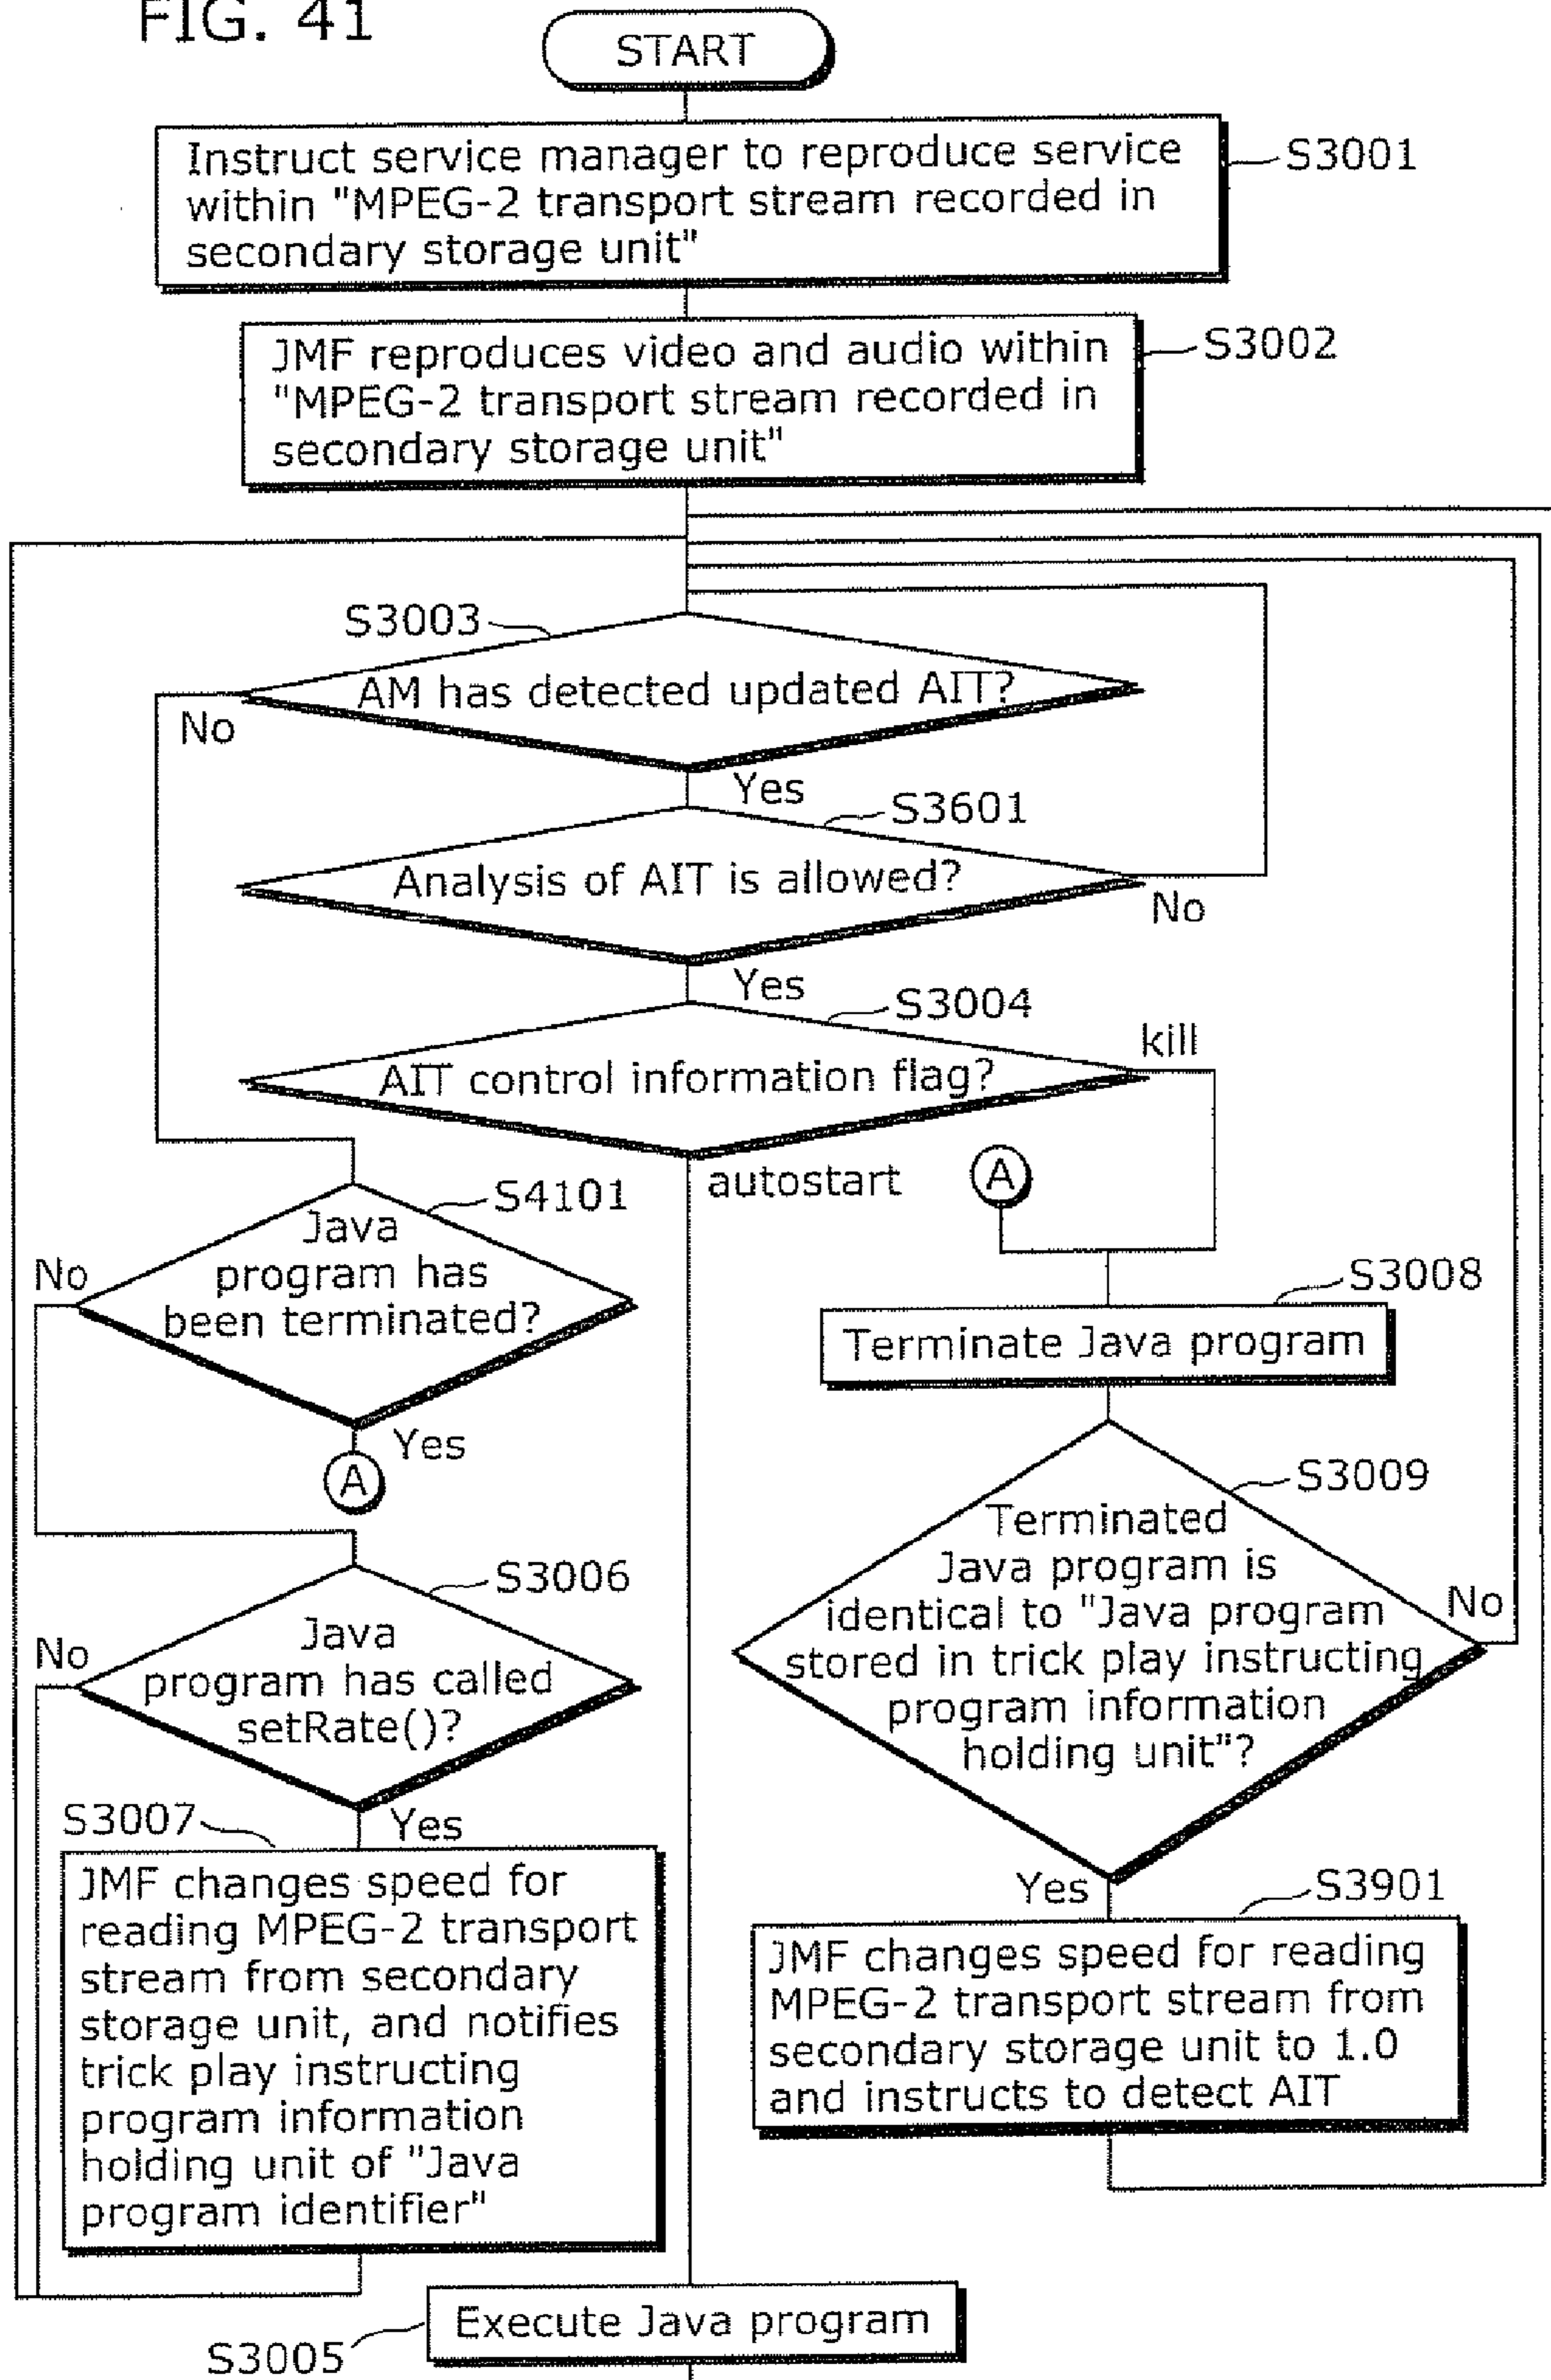 FIG. 41
START
Instruct service manager to reproduce service
within "MPEG-2 transport stream recorded in
secondary storage unit"
S3001
JMF reproduces video and audio within
"MPEG-2 transport stream recorded in
secondary storage unit"
S3002
S3003
AM has detected updated AIT?
No
Yes
S3601
Analysis of AIT is allowed?
No
Yes
S3004
kill
AIT control information flag?
autostart
A
S4101
Java
program has
been terminated?
No
Yes
A
S3008
Terminate Java program
S3009
Terminated
Java program is
identical to "Java program
stored in trick play instructing
program information
holding unit"?
No
Yes
S3006
Java
program has called
setRate()?
No
Yes
S3007
JMF changes speed for
reading MPEG-2 transport
stream from secondary
storage unit, and notifies
trick play instructing
program information
holding unit of "Java
program identifier"
S3901
JMF changes speed for reading
MPEG-2 transport stream from
secondary storage unit to 1.0
and instructs to detect AIT
Execute Java program
S3005